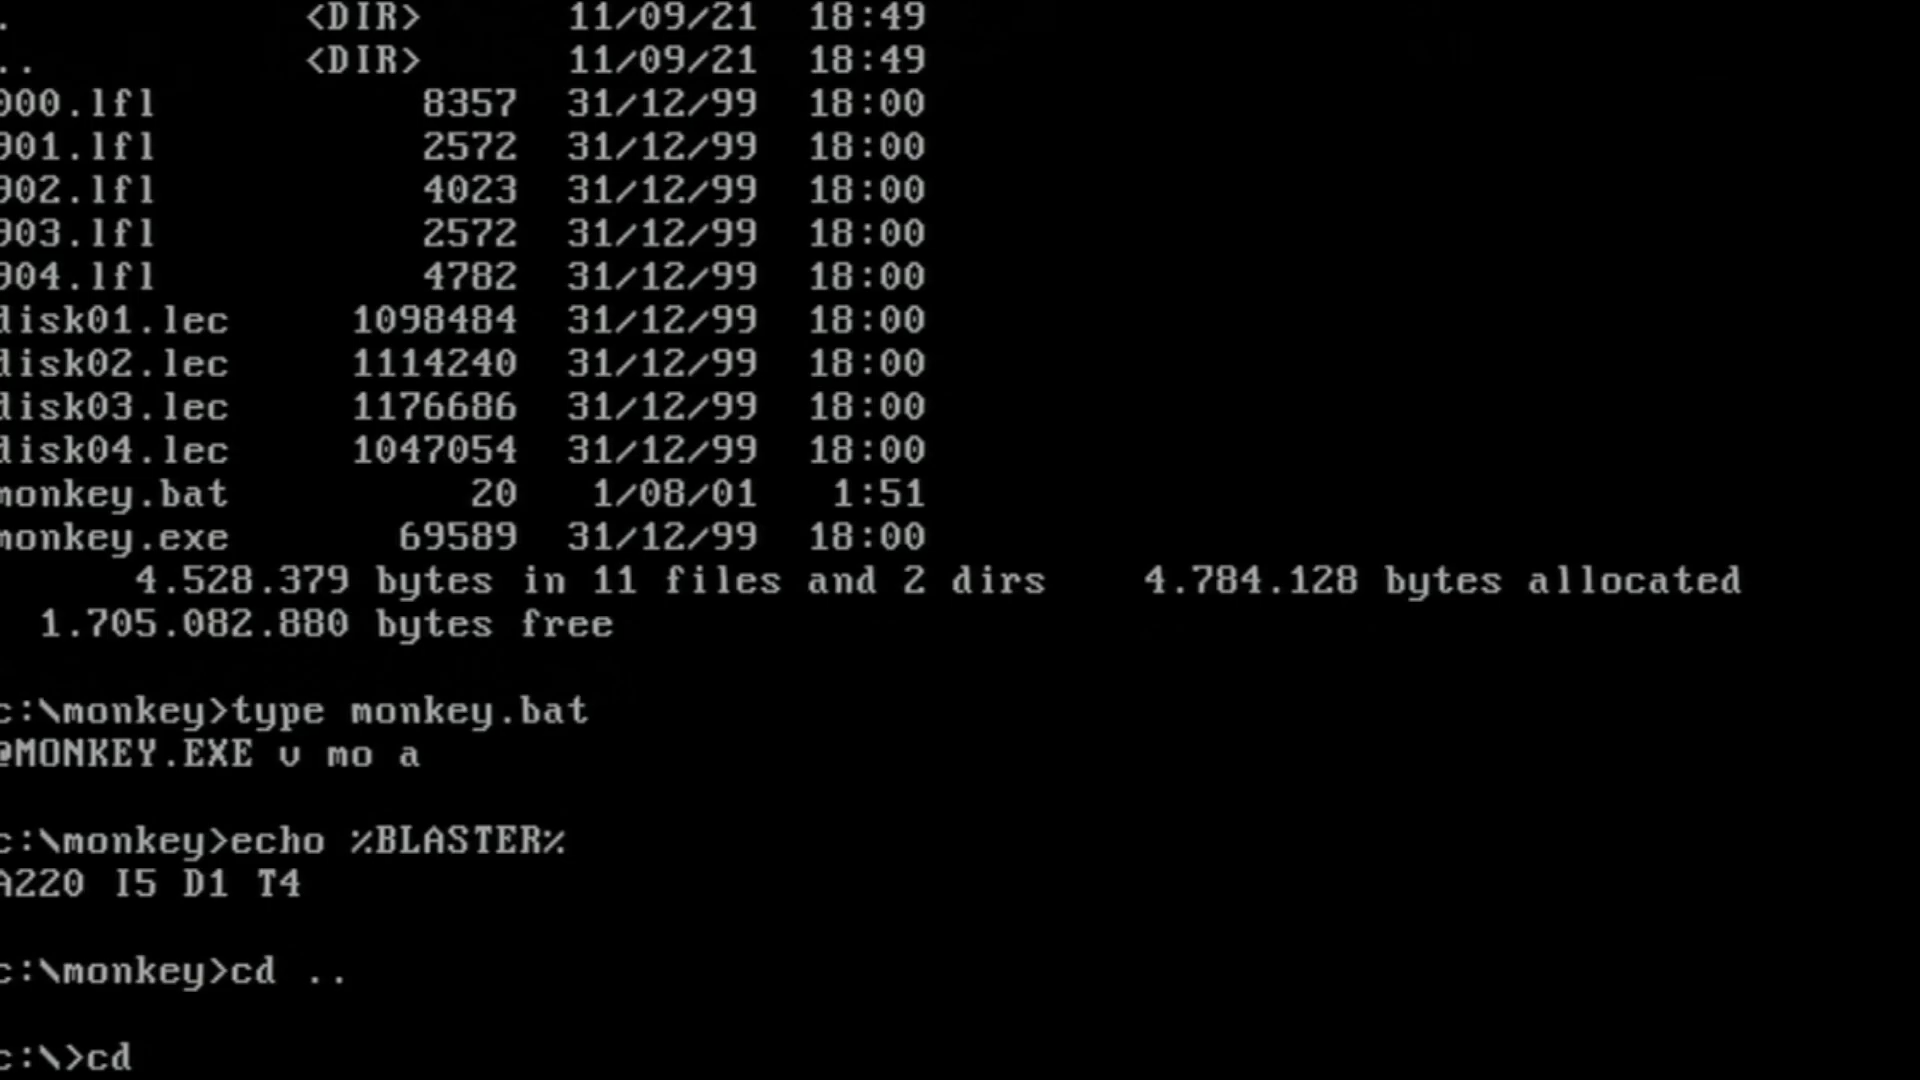 . <DIR> 11/09/21 18:49
.. <DIR> 11/09/21 18:49
000.lfl 8357 31/12/99 18:00
901.lfl 2572 31/12/99 18:00
902.lfl 4023 31/12/99 18:00
903.lfl 2572 31/12/99 18:00
904.lfl 4782 31/12/99 18:00
disk01.lec 1098484 31/12/99 18:00
disk02.lec 1114240 31/12/99 18:00
disk03.lec 1176686 31/12/99 18:00
disk04.lec 1047054 31/12/99 18:00
monkey.bat 20 1/08/01 1:51
monkey.exe 69589 31/12/99 18:00
4.528.379 bytes in 11 files and 2 dirs 4.784.128 bytes allocated
1.705.082.880 bytes free
c:\monkey>type monkey.bat
@MONKEY.EXE v mo a
c:\monkey>echo %BLASTER%
A220 I5 D1 T4
c:\monkey>cd ..
c:\>cd